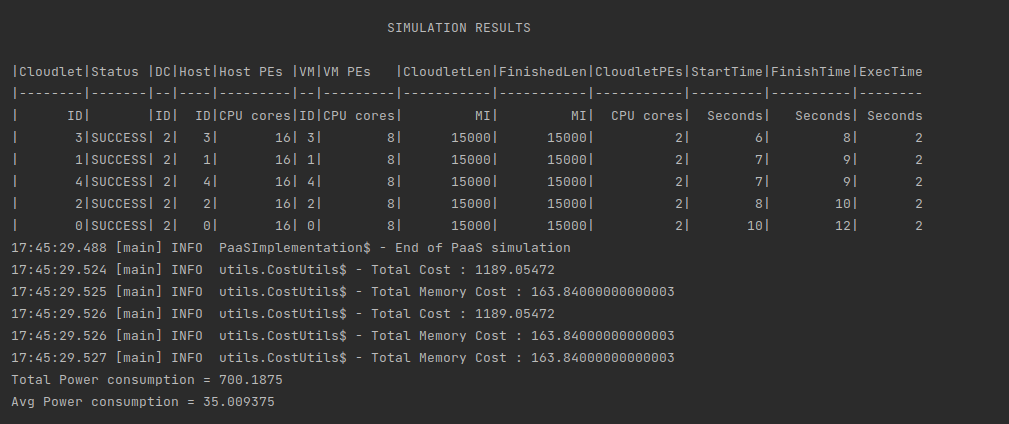 SIMULATION RESULTS
|Cloudlet|Status |DC|Host|Host PEs |VM|VM PEs   |CloudletLen|FinishedLen|CloudletPEs|StartTime|FinishTime|ExecTime
|--------|-------|--|----|---------|--|---------|-----------|-----------|-----------|---------|----------|--------
|      ID|       |ID|  ID|CPU cores|ID|CPU cores|         MI|         MI|  CPU cores|  Seconds|   Seconds| Seconds
|       3|SUCCESS| 2|   3|       16| 3|        8|      15000|      15000|          2|        6|         8|       2
|       1|SUCCESS| 2|   1|       16| 1|        8|      15000|      15000|          2|        7|         9|       2
|       4|SUCCESS| 2|   4|       16| 4|        8|      15000|      15000|          2|        7|         9|       2
|       2|SUCCESS| 2|   2|       16| 2|        8|      15000|      15000|          2|        8|        10|       2
|       0|SUCCESS| 2|   0|       16| 0|        8|      15000|      15000|          2|       10|        12|       2
17:45:29.488 [main] INFO  PaaSImplementation$ - End of PaaS simulation
17:45:29.524 [main] INFO  utils.CostUtils$ - Total Cost : 1189.05472
17:45:29.525 [main] INFO  utils.CostUtils$ - Total Memory Cost : 163.84000000000003
17:45:29.526 [main] INFO  utils.CostUtils$ - Total Cost : 1189.05472
17:45:29.526 [main] INFO  utils.CostUtils$ - Total Memory Cost : 163.84000000000003
17:45:29.527 [main] INFO  utils.CostUtils$ - Total Memory Cost : 163.84000000000003
Total Power consumption = 700.1875
Avg Power consumption = 35.009375